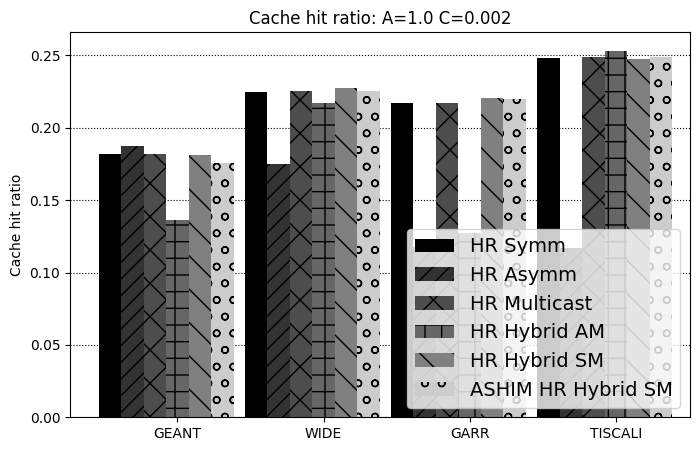 Cache hit ratio: A=1.0 C=0.002
Cache hit ratio
0.25
0.20
0.15
0.10
0.05
0.00
HR Symm
HR Asymm
HR Multicast
HR Hybrid AM
HR Hybrid SM
ASHIM HR Hybrid SM
GEANT WIDE GARR TISCALI